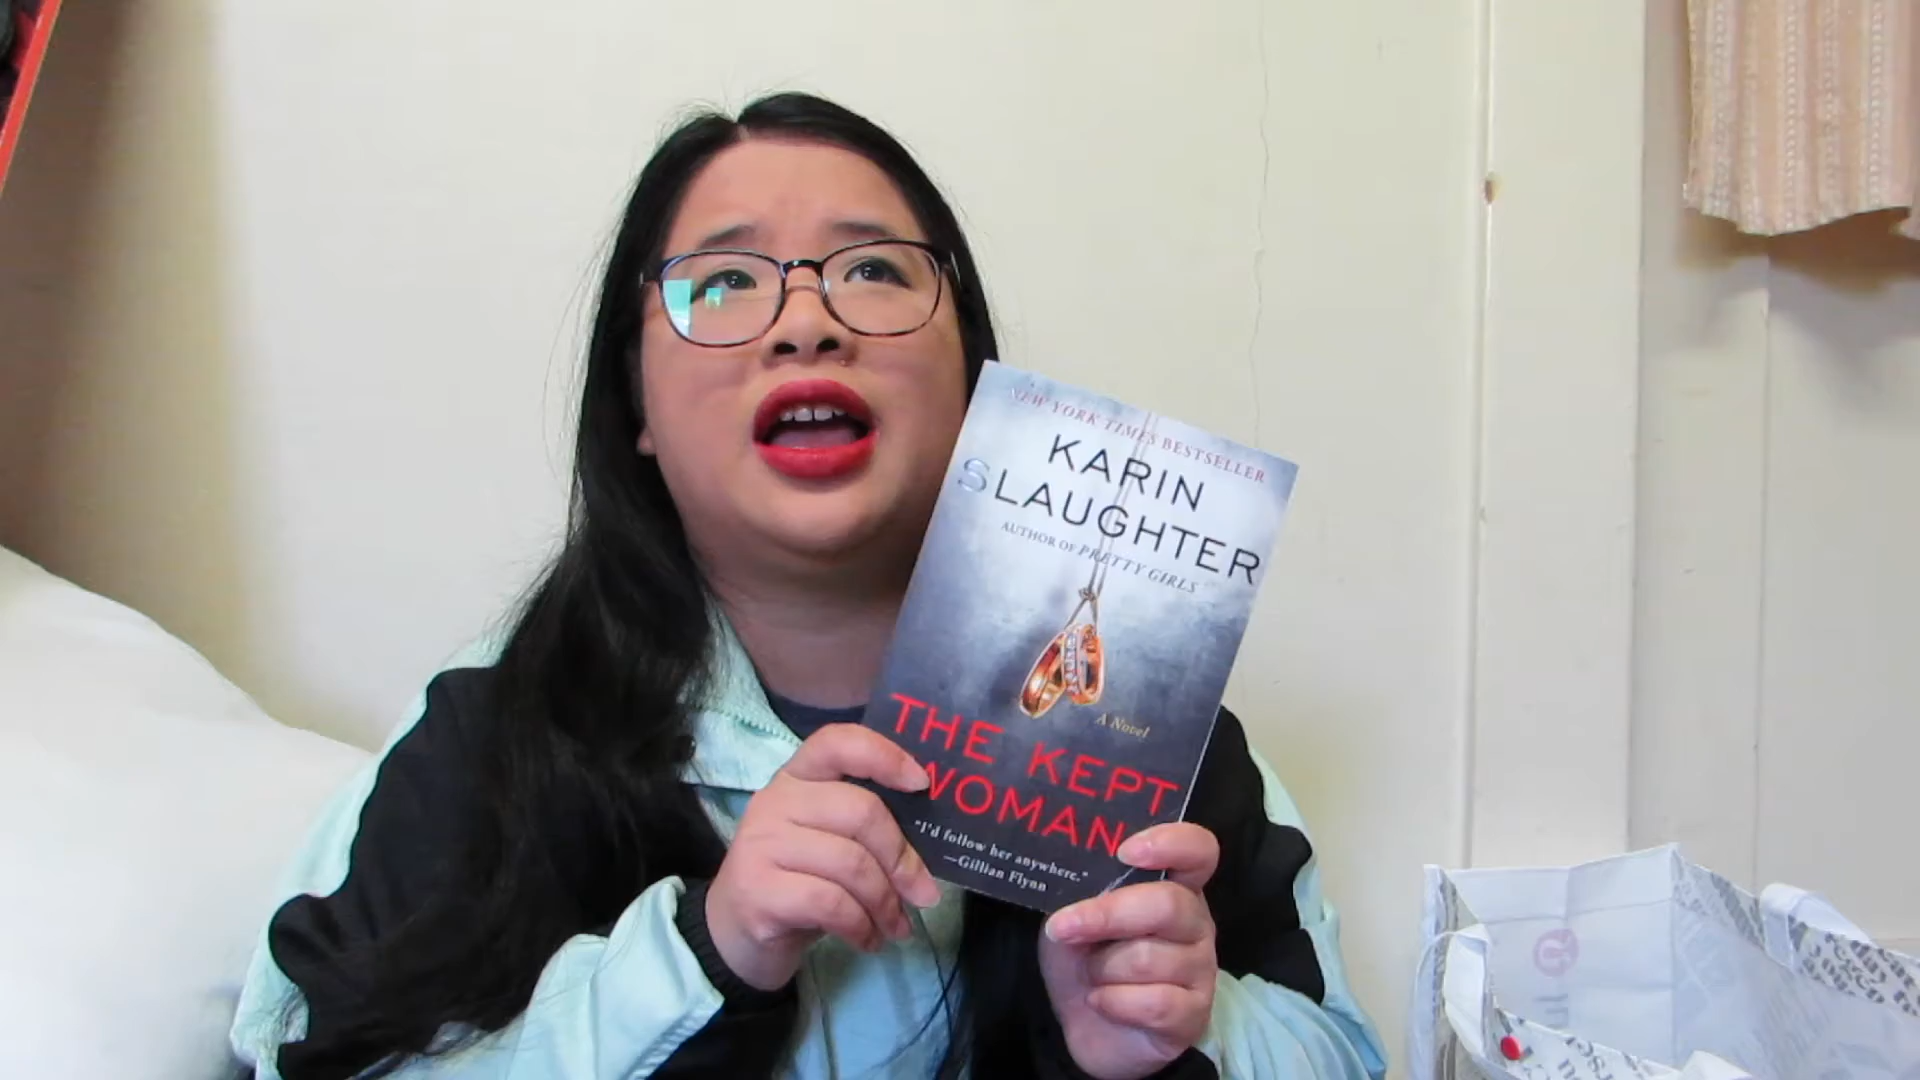 NEW YORK TIMES BESTSELLER
KARIN
SLAUGHTER
AUTHOR OF PRETTY GIRLS
A Novel
THE KEPT
WOMAN
"I'd follow her anywhere."
—Gillian Flynn